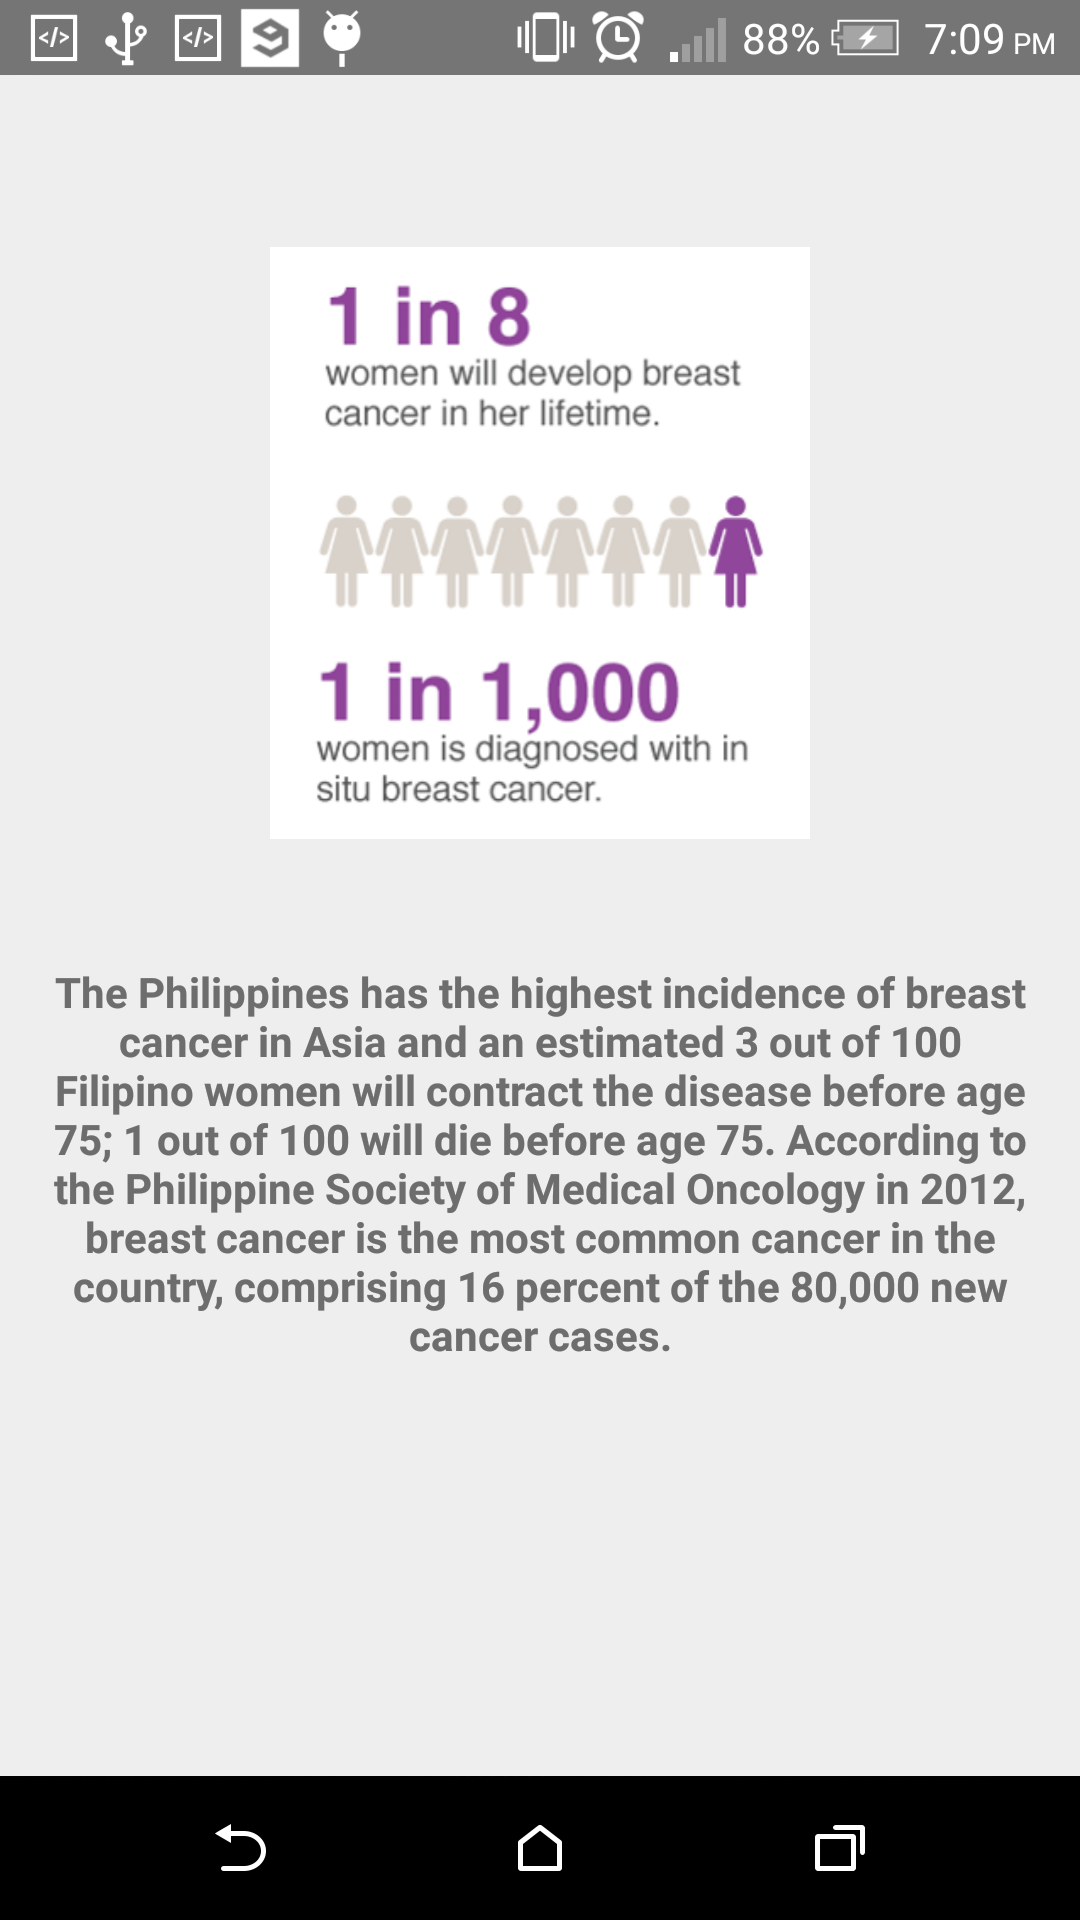 88% 7:09 PM
1 in 8
women will develop breast
cancer in her lifetime.
1 in 1,000
women is diagnosed with in
situ breast cancer.
The Philippines has the highest incidence of breast
cancer in Asia and an estimated 3 out of 100
Filipino women will contract the disease before age
75; 1 out of 100 will die before age 75. According to
the Philippine Society of Medical Oncology in 2012,
breast cancer is the most common cancer in the
country, comprising 16 percent of the 80,000 new
cancer cases.